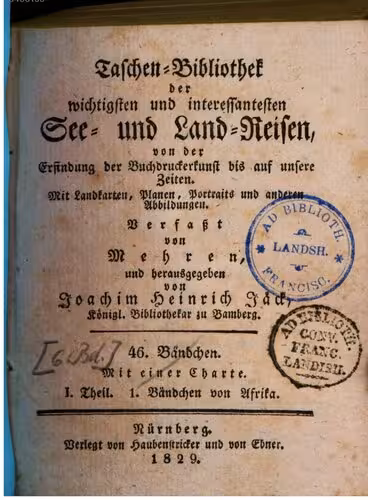 Taschen-Bibliothek
der
wichtigsten und interessantesten
See- und Land-Reisen,
von der
Erfindung der Buchdruckerkunst bis auf unsere
Zeiten.
Mit Landkarten, Planen, Portraits und anderen
Abbildungen.
Verfaßt
von
Mehren,
und herausgegeben
von
Joachim Heinrich Jäck,
Königl. Bibliothekar zu Bamberg.
46. Bändchen.
Mit einer Charte.
I. Theil. 1. Bändchen von Afrika.
Nürnberg.
Verlegt von Haubenstricker und von Ebner.
1829.
AD BIBLIOTH.
LANDSH.
FRANCISC.
AD BIBLIOTH.
CONV.
FRANC.
LANDISH.